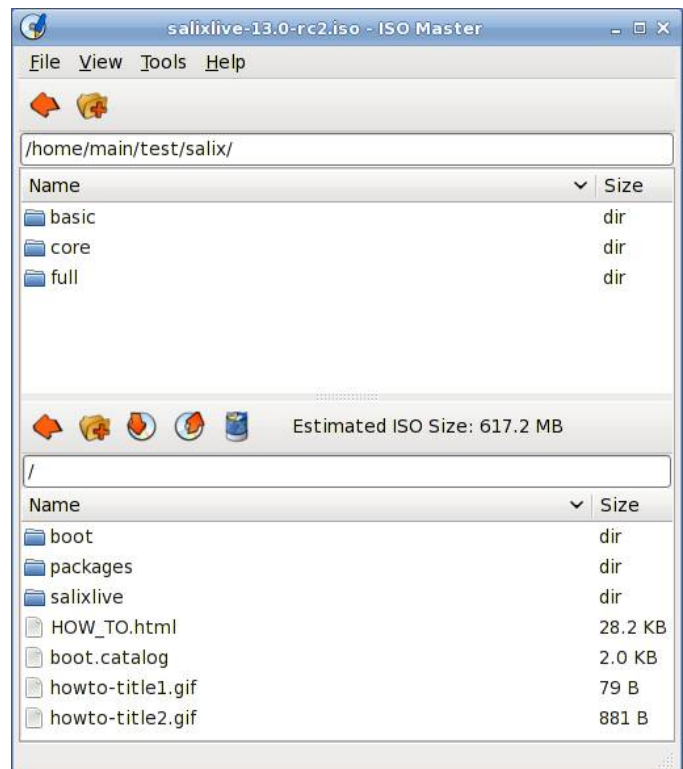 salixlive-13.0-rc2.iso - ISO Master
File View Tools Help
/home/main/test/salix/
Name Size
basic dir
core dir
full dir
Estimated ISO Size: 617.2 MB
/
Name Size
boot dir
packages dir
salixlive dir
HOW_TO.html 28.2 KB
boot.catalog 2.0 KB
howto-title1.gif 79 B
howto-title2.gif 881 B